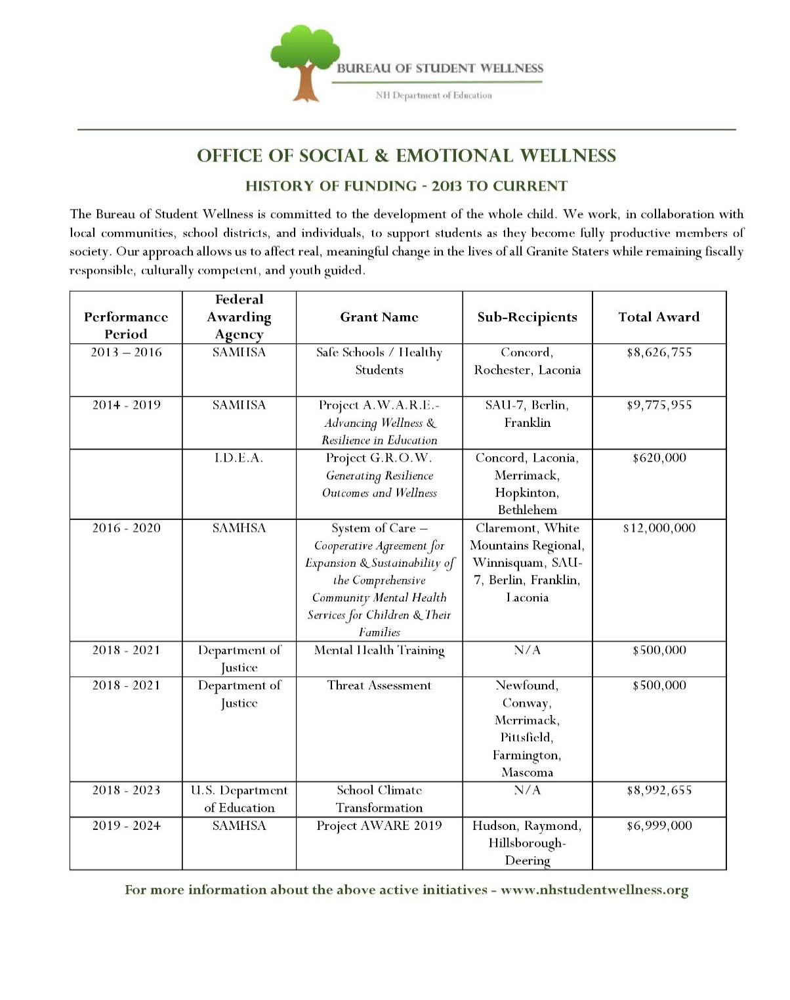 BUREAU OF STUDENT WELLNESS
NH Department of Education
OFFICE OF SOCIAL & EMOTIONAL WELLNESS
HISTORY OF FUNDING - 2013 TO CURRENT
The Bureau of Student Wellness is committed to the development of the whole child. We work, in collaboration with
local communities, school districts, and individuals, to support students as they become fully productive members of
society. Our approach allows us to affect real, meaningful change in the lives of all Granite Staters while remaining fiscally
responsible, culturally competent, and youth guided.
Performance
Period
Federal
Awarding
Agency
Grant Name
Sub-Recipients
Total Award
2013 – 2016
SAMHSA
Safe Schools / Healthy
Students
Concord,
Rochester, Laconia
$8,626,755
2014 - 2019
SAMHSA
Project A.W.A.R.E.-
Advancing Wellness &
Resilience in Education
SAU-7, Berlin,
Franklin
$9,775,955
I.D.E.A.
Project G.R.O.W.
Generating Resilience
Outcomes and Wellness
Concord, Laconia,
Merrimack,
Hopkinton,
Bethlehem
$620,000
2016 - 2020
SAMHSA
System of Care –
Cooperative Agreement for
Expansion & Sustainability of
the Comprehensive
Community Mental Health
Services for Children & Their
Families
Claremont, White
Mountains Regional,
Winnisquam, SAU-
7, Berlin, Franklin,
Laconia
$12,000,000
2018 - 2021
Department of
Justice
Mental Health Training
N/A
$500,000
2018 - 2021
Department of
Justice
Threat Assessment
Newfound,
Conway,
Merrimack,
Pittsfield,
Farmington,
Mascoma
$500,000
2018 - 2023
U.S. Department
of Education
School Climate
Transformation
N/A
$8,992,655
2019 - 2024
SAMHSA
Project AWARE 2019
Hudson, Raymond,
Hillsborough-
Deering
$6,999,000
For more information about the above active initiatives - www.nhstudentwellness.org